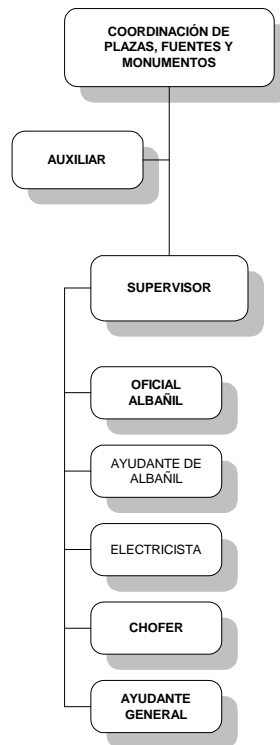 COORDINACIÓN DE
PLAZAS, FUENTES Y
MONUMENTOS
AUXILIAR
SUPERVISOR
OFICIAL
ALBAÑIL
AYUDANTE DE
ALBAÑIL
ELECTRICISTA
CHOFER
AYUDANTE
GENERAL